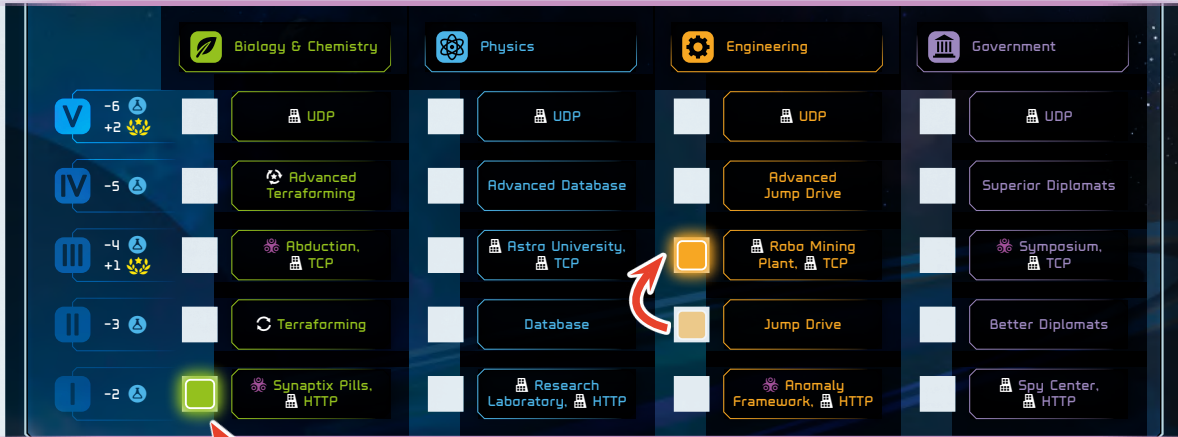 Biology & Chemistry
Physics
Engineering
Government
V
-6
+2
UDP
UDP
UDP
UDP
IV
-5
Advanced
Terraforming
Advanced Database
Advanced
Jump Drive
Superior Diplomats
III
-4
+1
Abduction,
TCP
Astro University,
TCP
Robo Mining
Plant, TCP
Symposium,
TCP
II
-3
Terraforming
Database
Jump Drive
Better Diplomats
I
-2
Synaptix Pills,
HTTP
Research
Laboratory, HTTP
Anomaly
Framework, HTTP
Spy Center,
HTTP